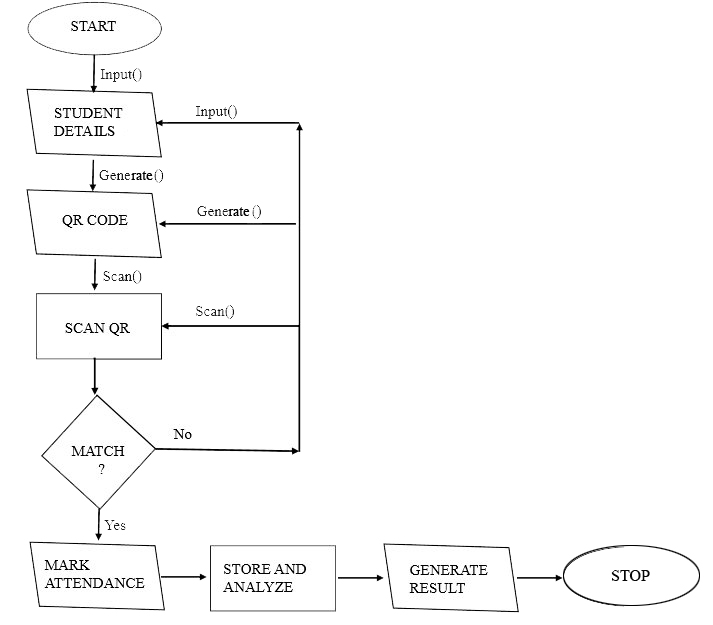 START
Input()
STUDENT
DETAILS
Input()
Generate()
QR CODE
Generate ()
Scan()
SCAN QR
Scan()
MATCH
?
No
Yes
MARK
ATTENDANCE
STORE AND
ANALYZE
GENERATE
RESULT
STOP